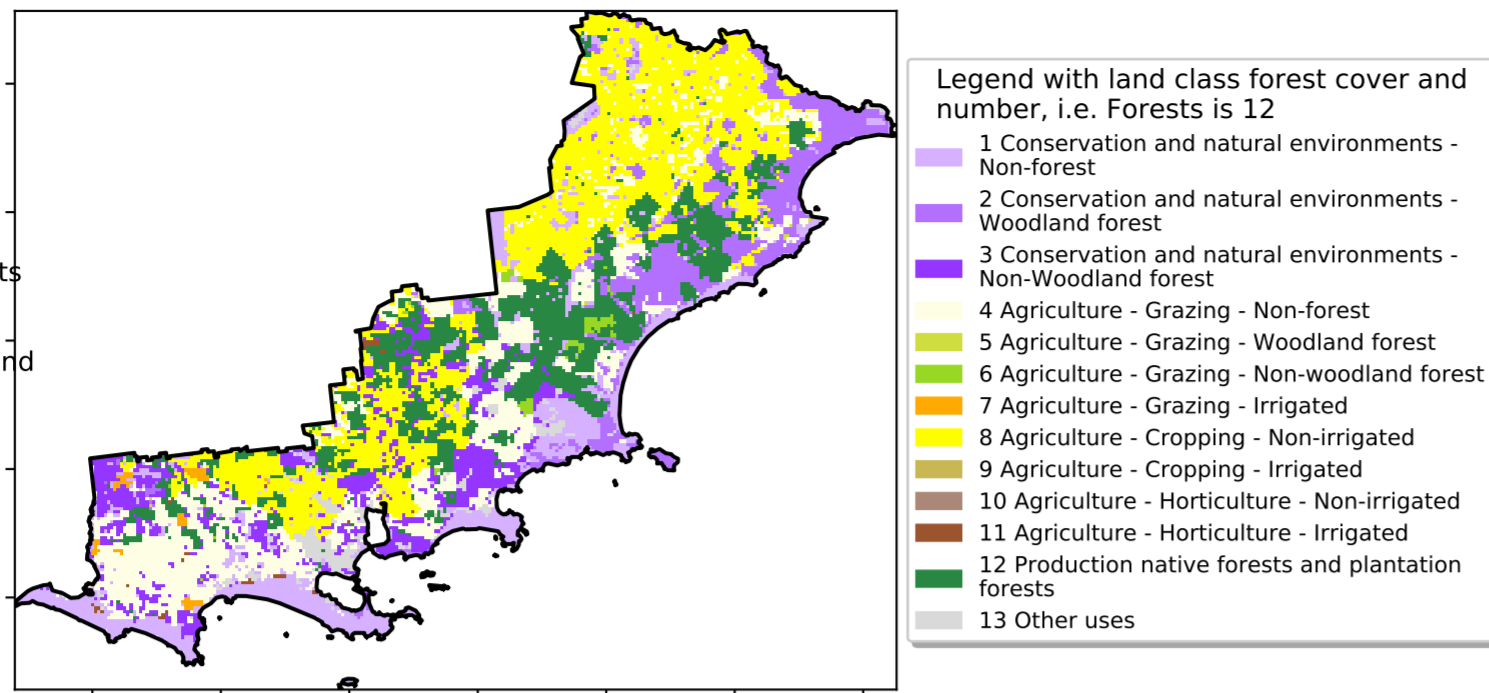 ts
nd
Legend with land class forest cover and
number, i.e. Forests is 12
1 Conservation and natural environments -
Non-forest
2 Conservation and natural environments -
Woodland forest
3 Conservation and natural environments -
Non-Woodland forest
4 Agriculture - Grazing - Non-forest
5 Agriculture - Grazing - Woodland forest
6 Agriculture - Grazing - Non-woodland forest
7 Agriculture - Grazing - Irrigated
8 Agriculture - Cropping - Non-irrigated
9 Agriculture - Cropping - Irrigated
10 Agriculture - Horticulture - Non-irrigated
11 Agriculture - Horticulture - Irrigated
12 Production native forests and plantation
forests
13 Other uses